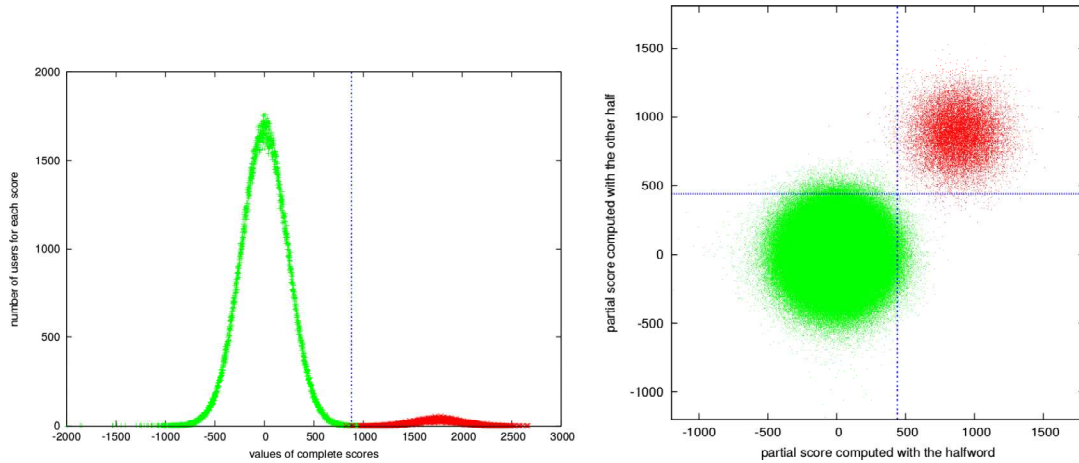 2000
1500
1000
500
0
-2000 -1500 -1000 -500 0 500 1000 1500 2000 2500 3000
number of users for each score
values of complete scores
1500
1000
500
0
-500
-1000
-1000 -500 0 500 1000 1500
partial score computed with the other half
partial score computed with the halfword